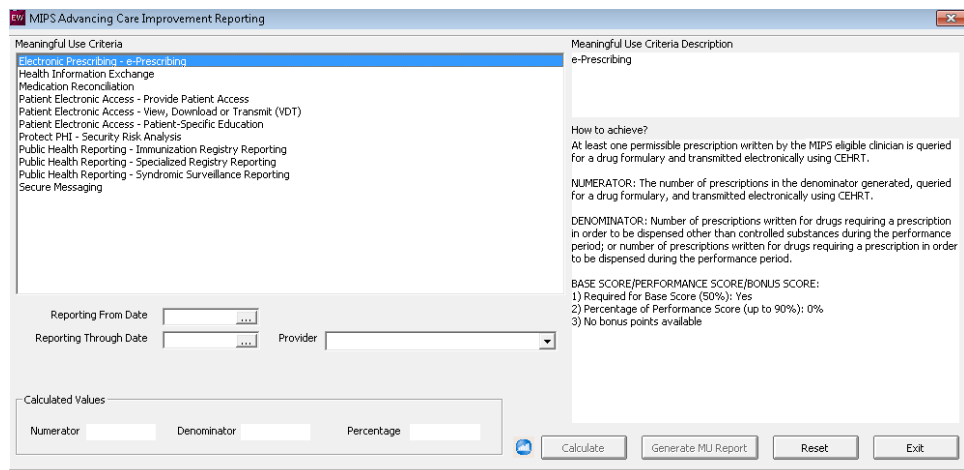 EW MIPS Advancing Care Improvement Reporting
Meaningful Use Criteria
Electronic Prescribing - e-Prescribing
Health Information Exchange
Medication Reconciliation
Patient Electronic Access - Provide Patient Access
Patient Electronic Access - View, Download or Transmit (VDT)
Patient Electronic Access - Patient-Specific Education
Protect PHI - Security Risk Analysis
Public Health Reporting - Immunization Registry Reporting
Public Health Reporting - Specialized Registry Reporting
Public Health Reporting - Syndromic Surveillance Reporting
Secure Messaging
Meaningful Use Criteria Description
e-Prescribing
How to achieve?
At least one permissible prescription written by the MIPS eligible clinician is queried
for a drug formulary and transmitted electronically using CEHRT.
NUMERATOR: The number of prescriptions in the denominator generated, queried
for a drug formulary, and transmitted electronically using CEHRT.
DENOMINATOR: Number of prescriptions written for drugs requiring a prescription
in order to be dispensed other than controlled substances during the performance
period; or number of prescriptions written for drugs requiring a prescription in order
to be dispensed during the performance period.
BASE SCORE/PERFORMANCE SCORE/BONUS SCORE:
1) Required for Base Score (50%): Yes
2) Percentage of Performance Score (up to 90%): 0%
3) No bonus points available
Reporting From Date ...
Reporting Through Date ... Provider
Calculated Values
Numerator Denominator Percentage
Calculate Generate MU Report Reset Exit